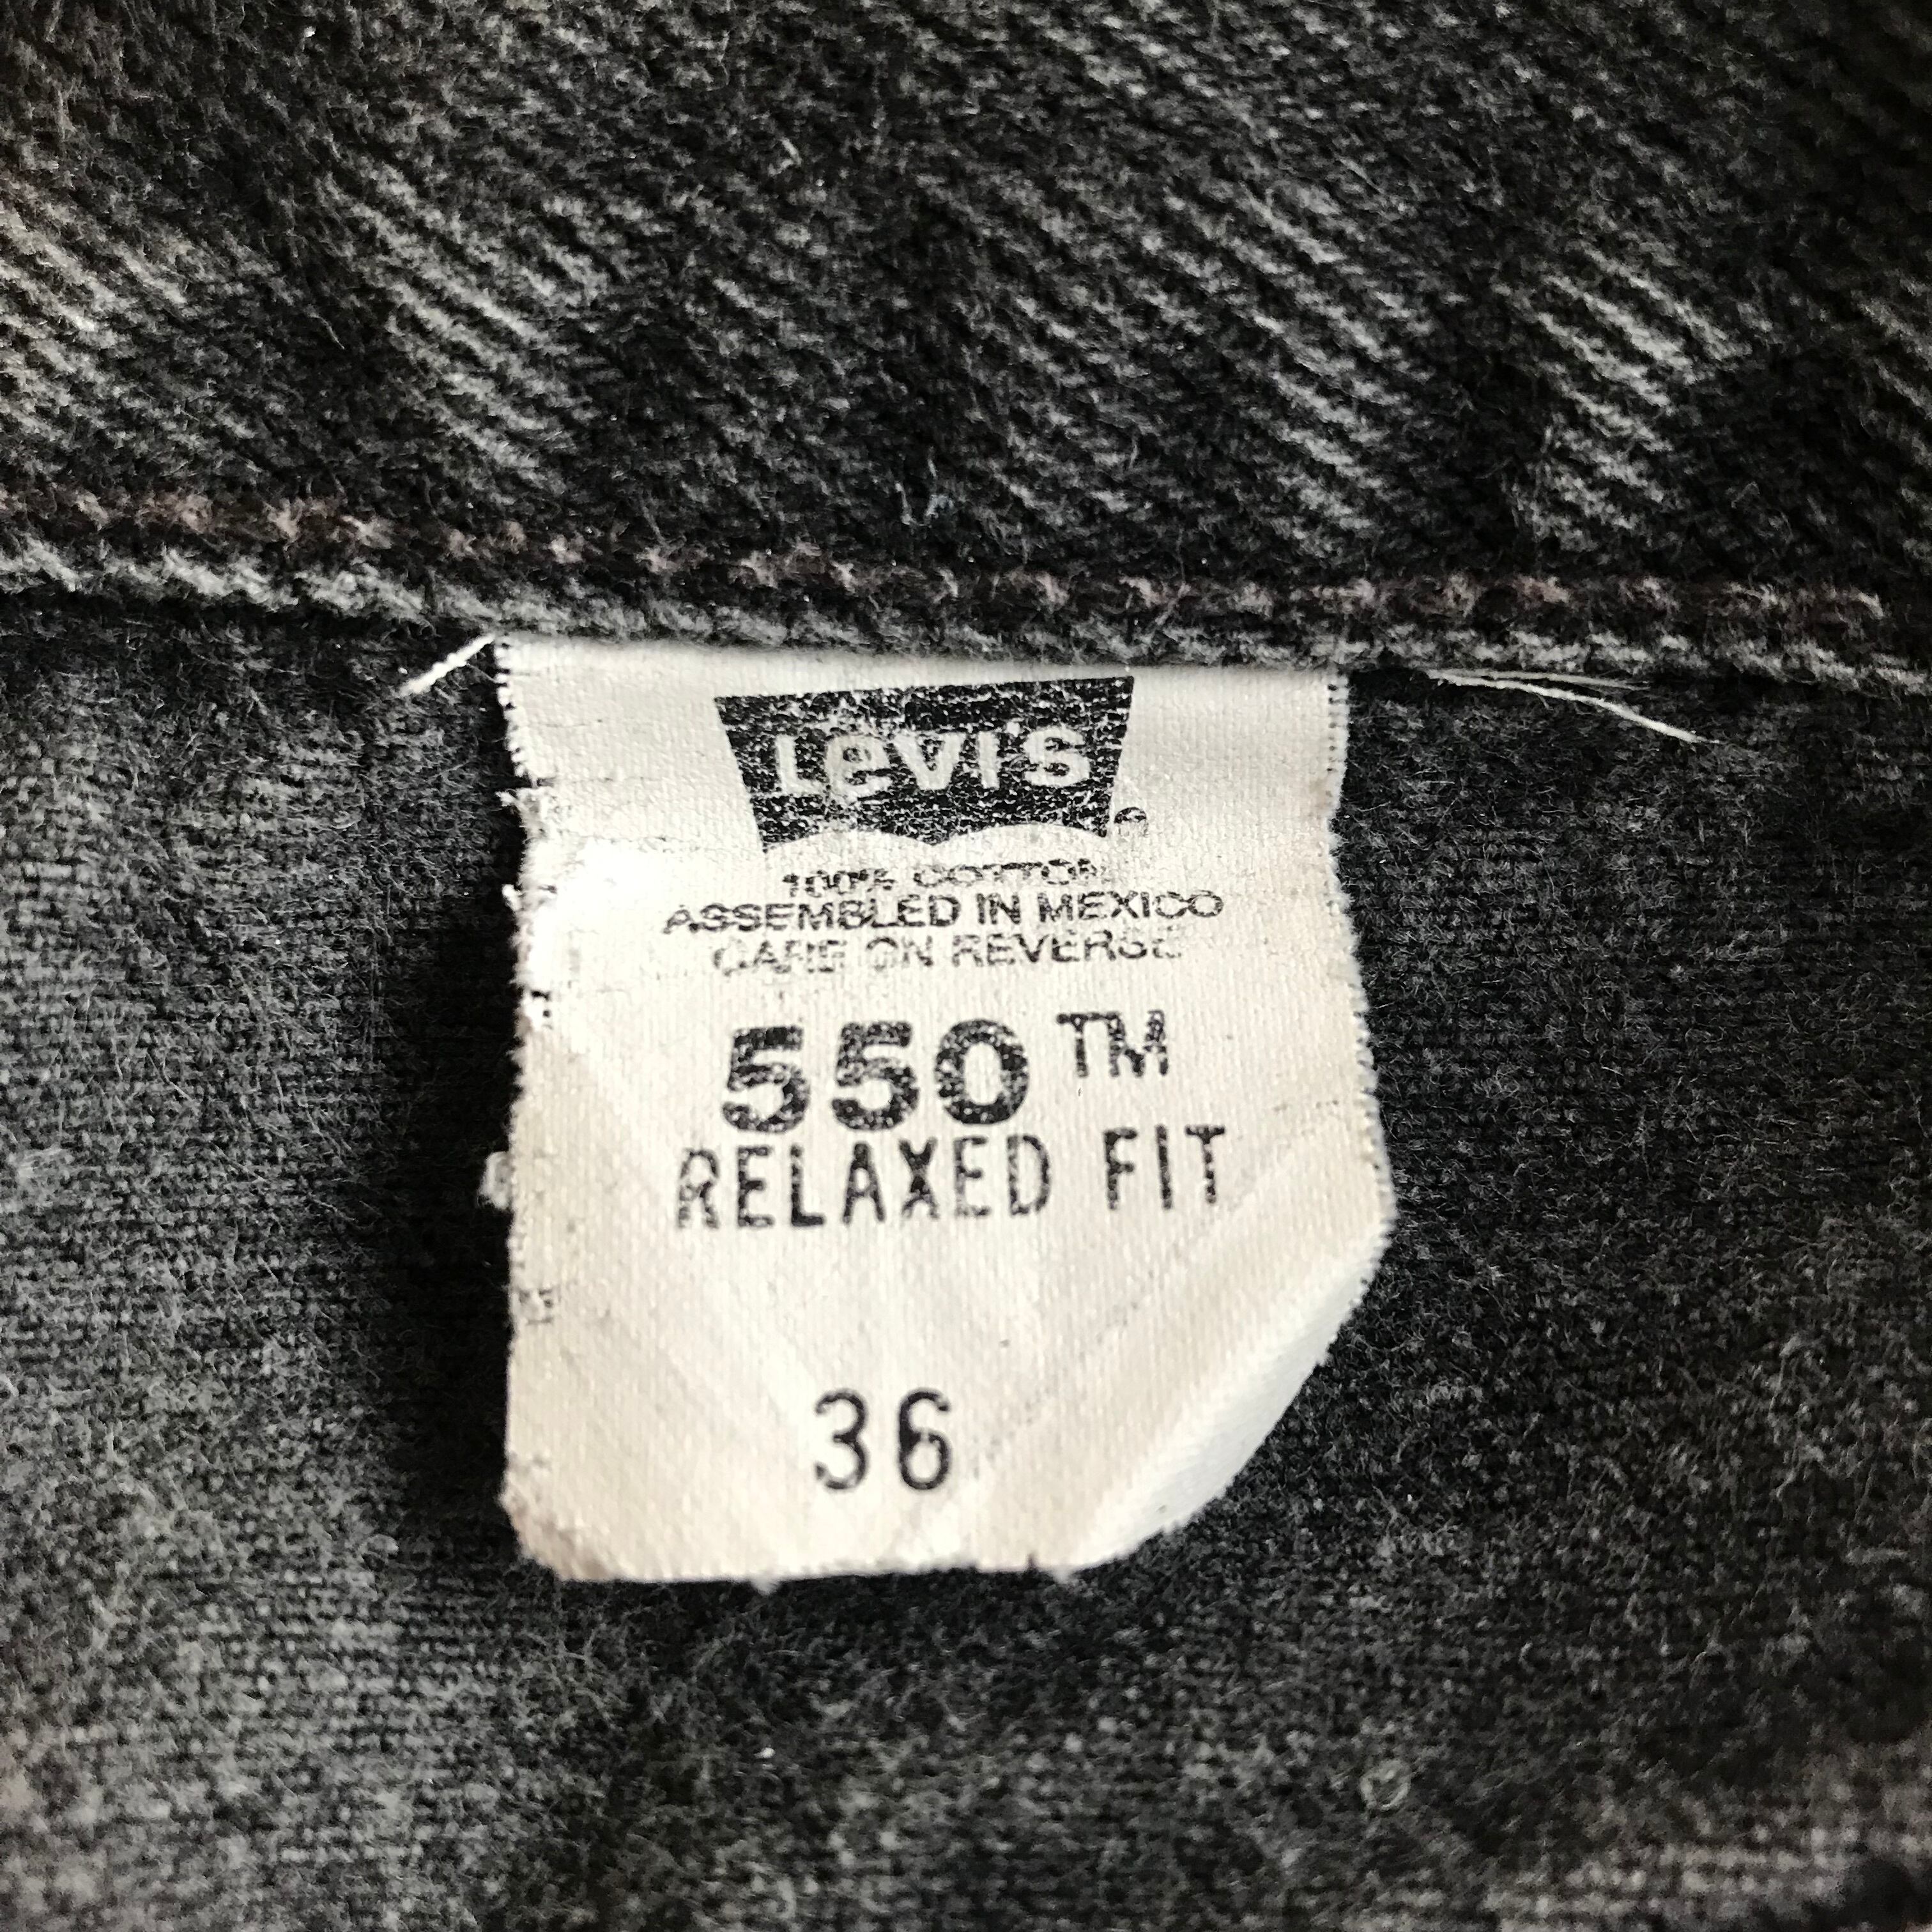 Levi's ®
100% COTTON
ASSEMBLED IN MEXICO
CARE ON REVERSE
550™
RELAXED FIT
36